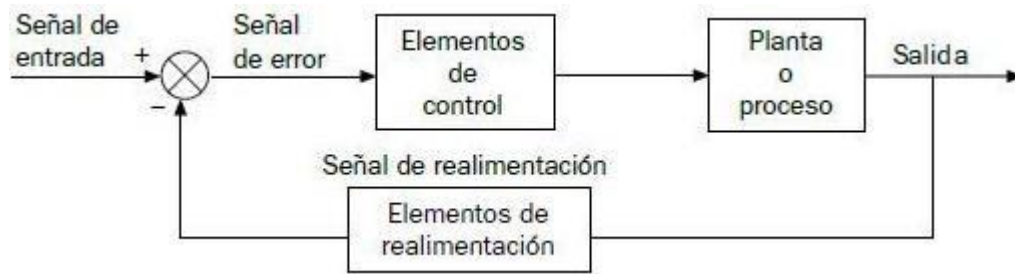 Señal de
entrada
+
−
Señal
de error
Elementos
de
control
Planta
o
proceso
Salida
Señal de realimentación
Elementos de
realimentación